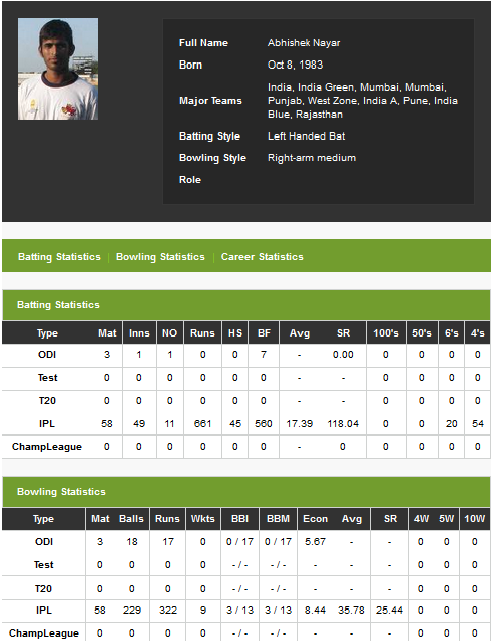 Full Name Abhishek Nayar
Born Oct 8, 1983
Major Teams India, India Green, Mumbai, Mumbai,
Punjab, West Zone, India A, Pune, India
Blue, Rajasthan
Batting Style Left Handed Bat
Bowling Style Right-arm medium
Role
Batting Statistics | Bowling Statistics | Career Statistics
Batting Statistics
Type Mat Inns NO Runs HS BF Avg SR 100's 50's 6's 4's
ODI 3 1 1 0 0 7 - 0.00 0 0 0 0
Test 0 0 0 0 0 0 - - 0 0 0 0
T20 0 0 0 0 0 0 - - 0 0 0 0
IPL 58 49 11 661 45 560 17.39 118.04 0 0 20 54
ChampLeague 0 0 0 0 0 0 - 0 0 0 0 0
Bowling Statistics
Type Mat Balls Runs Wkts BBI BBM Econ Avg SR 4W 5W 10W
ODI 3 18 17 0 0 / 17 0 / 17 5.67 - - 0 0 0
Test 0 0 0 0 - / - - / - - - - 0 0 0
T20 0 0 0 0 - / - - / - - - - 0 0 0
IPL 58 229 322 9 3 / 13 3 / 13 8.44 35.78 25.44 0 0 0
ChampLeague 0 0 0 0 - / - - / - - - - 0 0 0